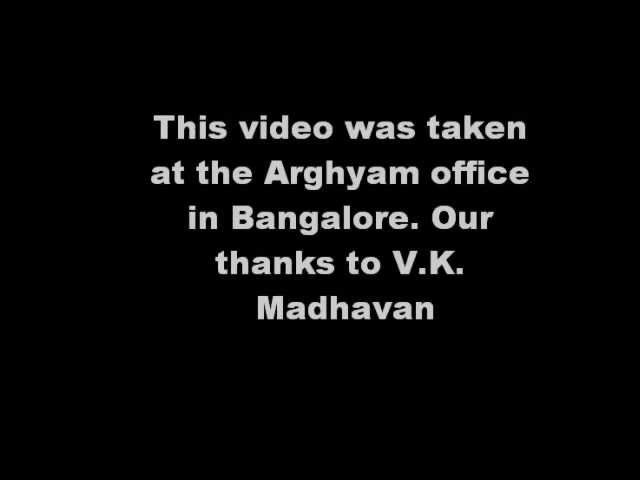 This video was taken
at the Arghyam office
in Bangalore. Our
thanks to V.K.
Madhavan